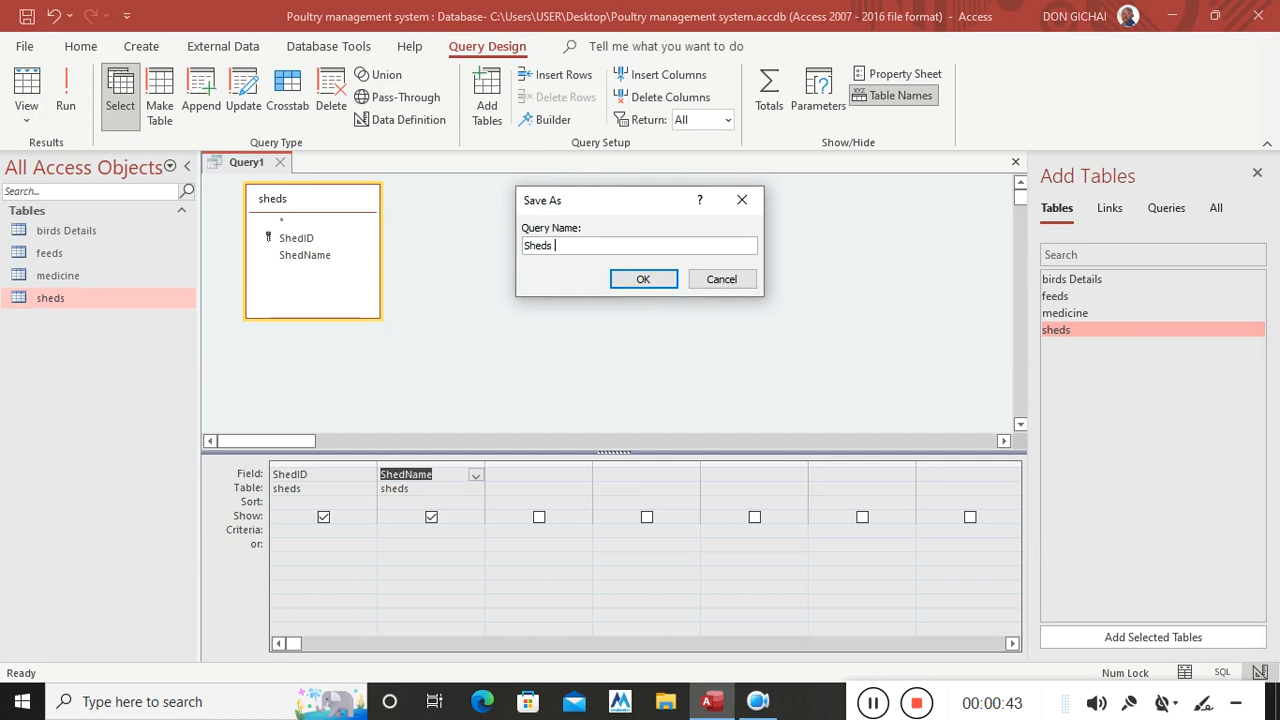 Poultry management system : Database- C:\Users\USER\Desktop\Poultry management system.accdb (Access 2007 - 2016 file format) - Access
DON GICHAI
File Home Create External Data Database Tools Help Query Design Tell me what you want to do
View
Run
Select
Make Table
Append
Update
Crosstab
Delete
Union
Pass-Through
Data Definition
Add Tables
Insert Rows
Delete Rows
Builder
Insert Columns
Delete Columns
Return: All
Totals
Parameters
Property Sheet
XYZ Table Names
Results Query Type Query Setup Show/Hide
All Access Objects
Search...
Tables
birds Details
feeds
medicine
sheds
Query1
sheds
*
ShedID
ShedName
Save As ?
Query Name:
Sheds
OK Cancel
Field: ShedID ShedName
Table: sheds sheds
Sort:
Show:
Criteria:
or:
Add Tables
Tables Links Queries All
Search
birds Details
feeds
medicine
sheds
Add Selected Tables
Ready Num Lock SQL
Type here to search
00:00:43